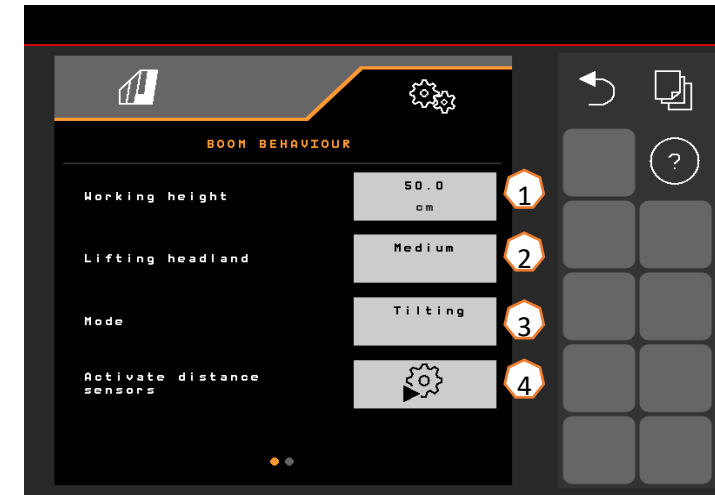 BOOM BEHAVIOUR
Working height
50.0
cm
1
Lifting headland
Medium
2
Mode
Tilting
3
Activate distance
sensors
4
?